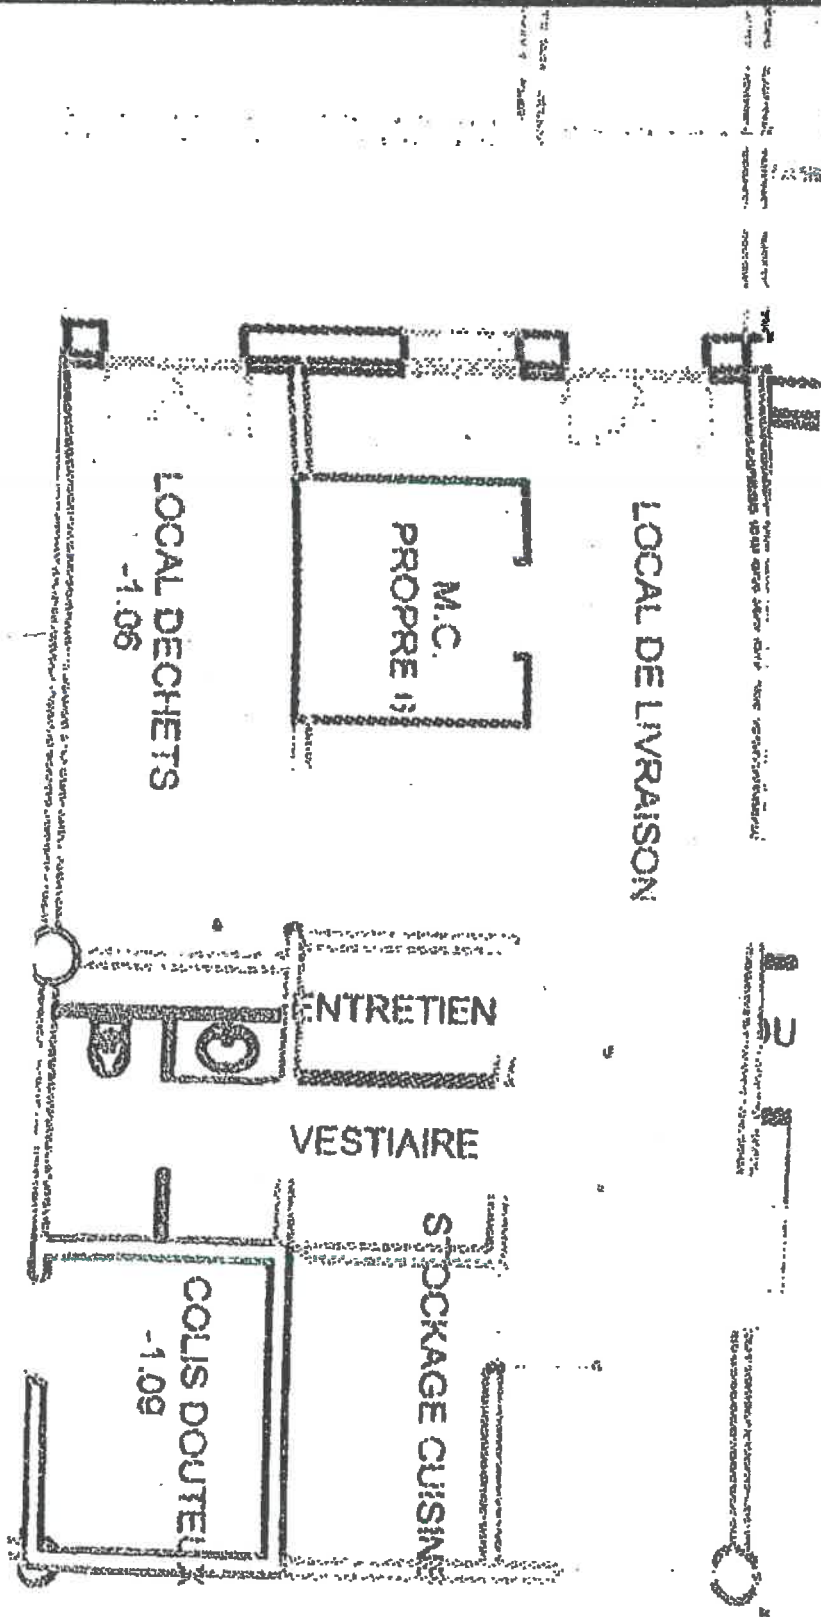 LOCAL DE LIVRAISON
M.C.
PROPRE
LOCAL DECHETS
-1.06
ENTRETIEN
VESTIAIRE
STOCKAGE CUISINE
COLIS DOUTEUX
-1.09